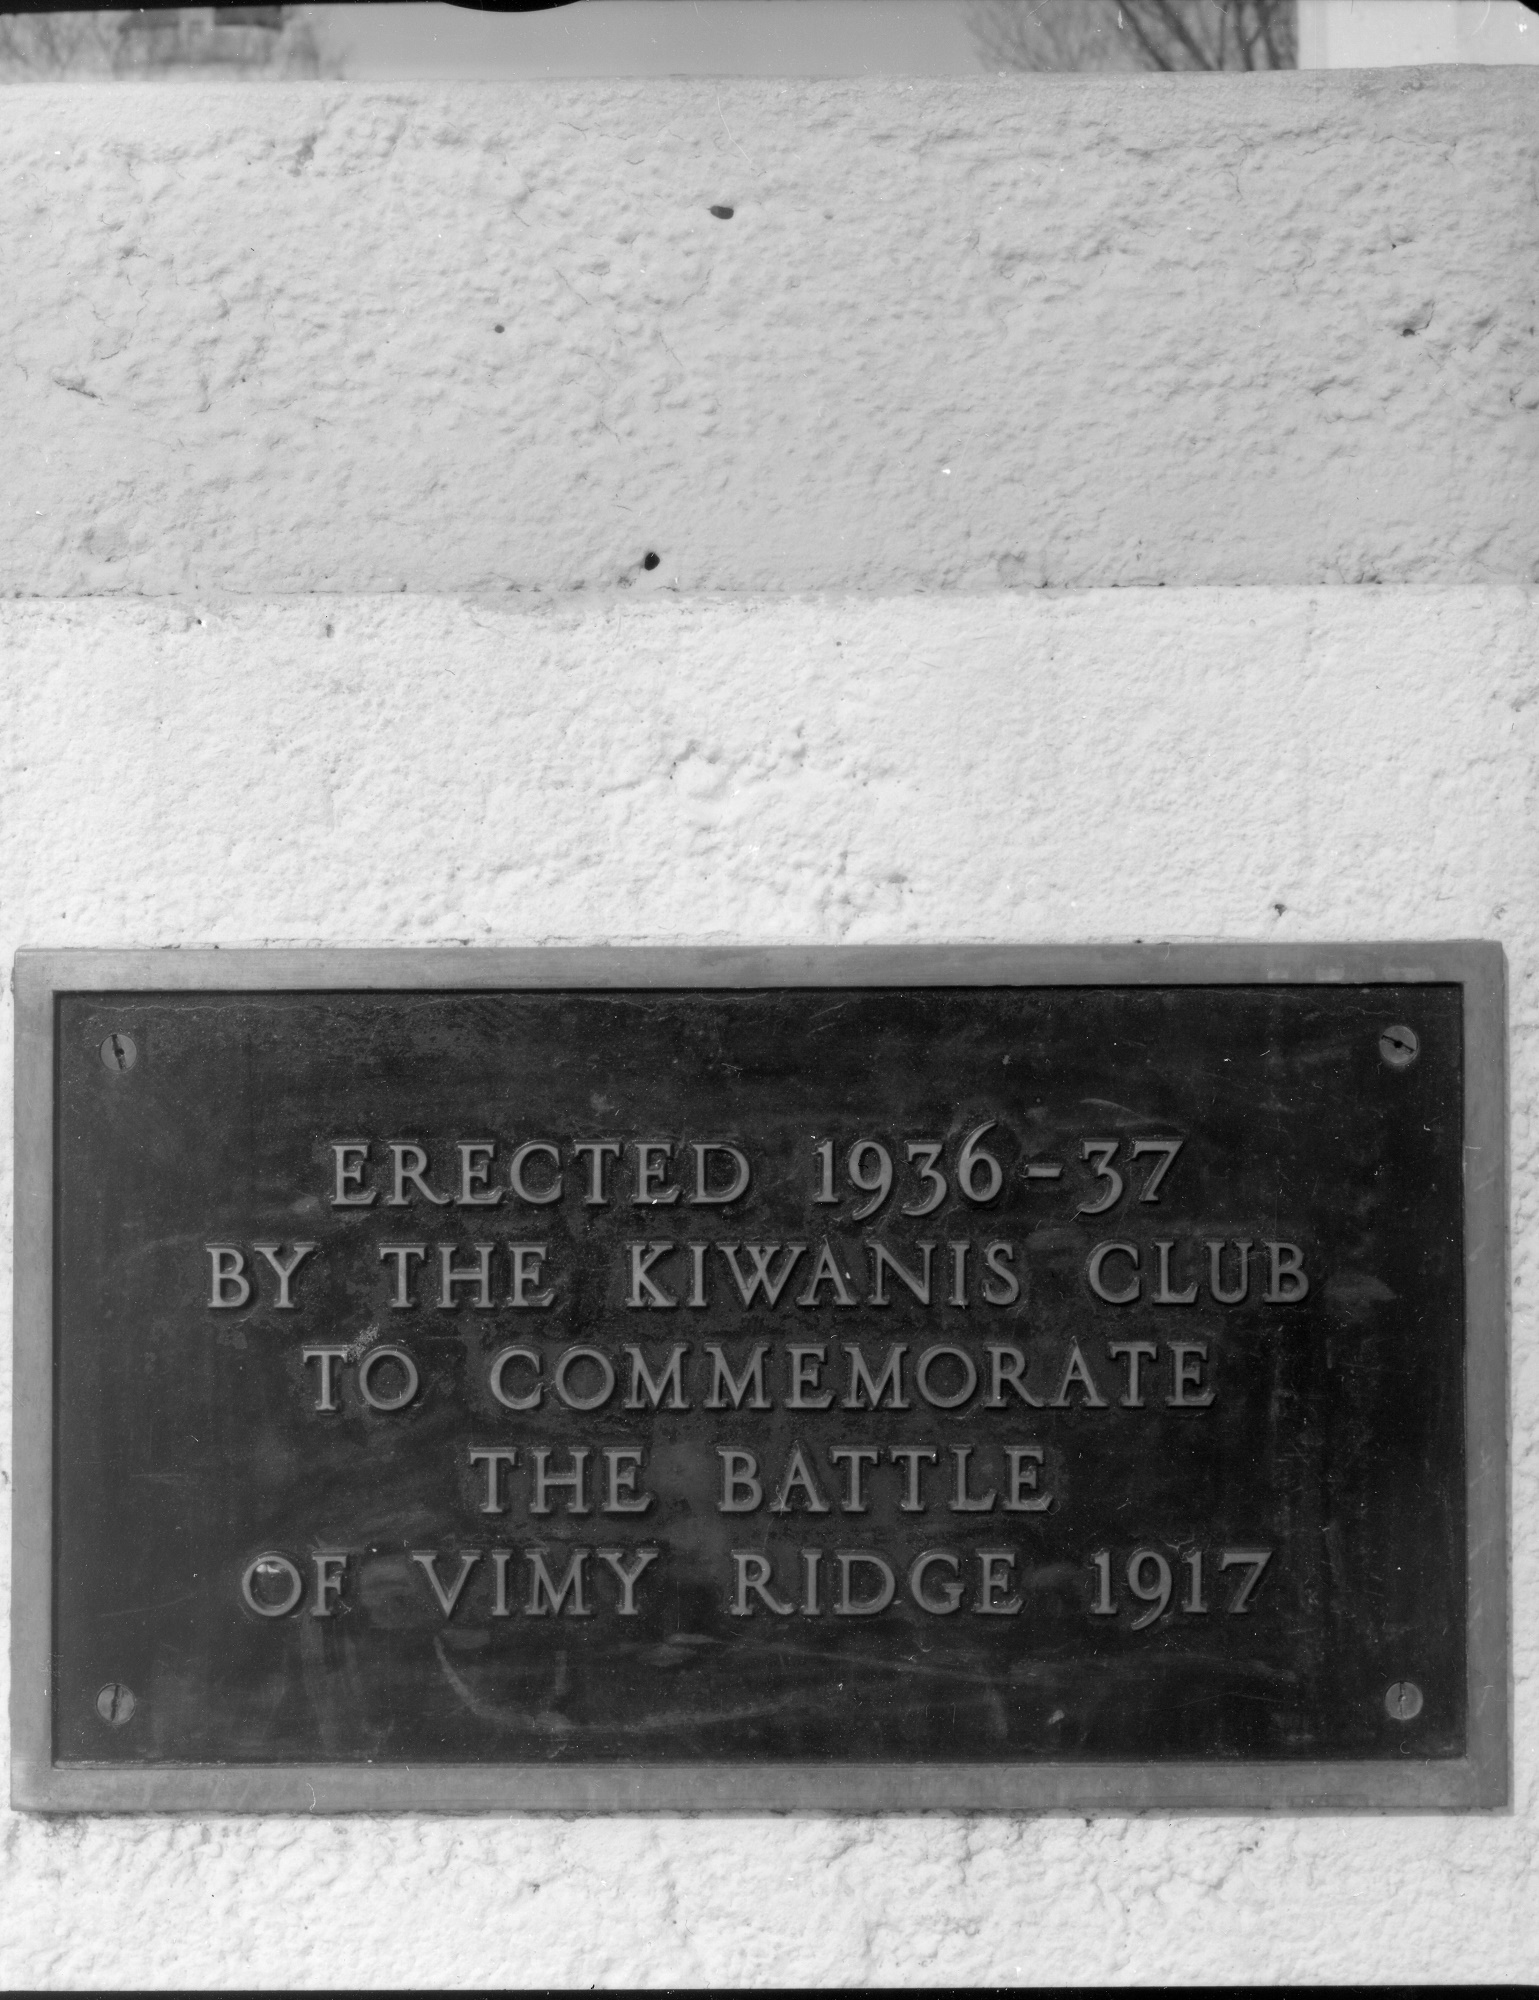 ERECTED 1936-37
BY THE KIWANIS CLUB
TO COMMEMORATE
THE BATTLE
OF VIMY RIDGE 1917